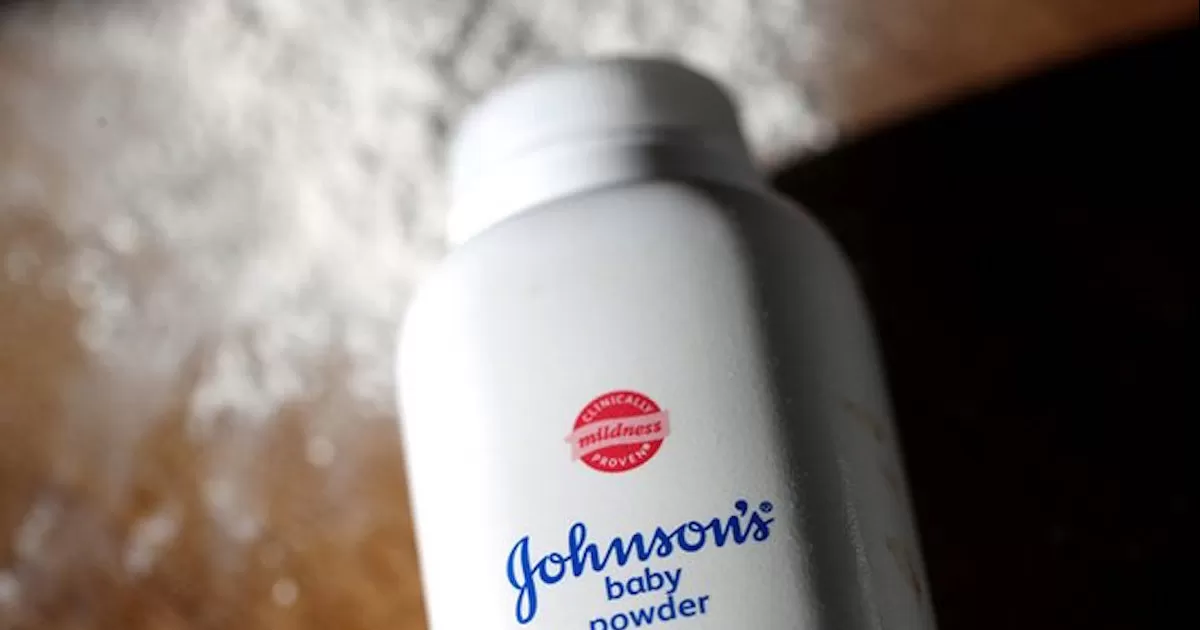 CLINICALLY
mildness
PROVEN
Johnson's®
baby
powder